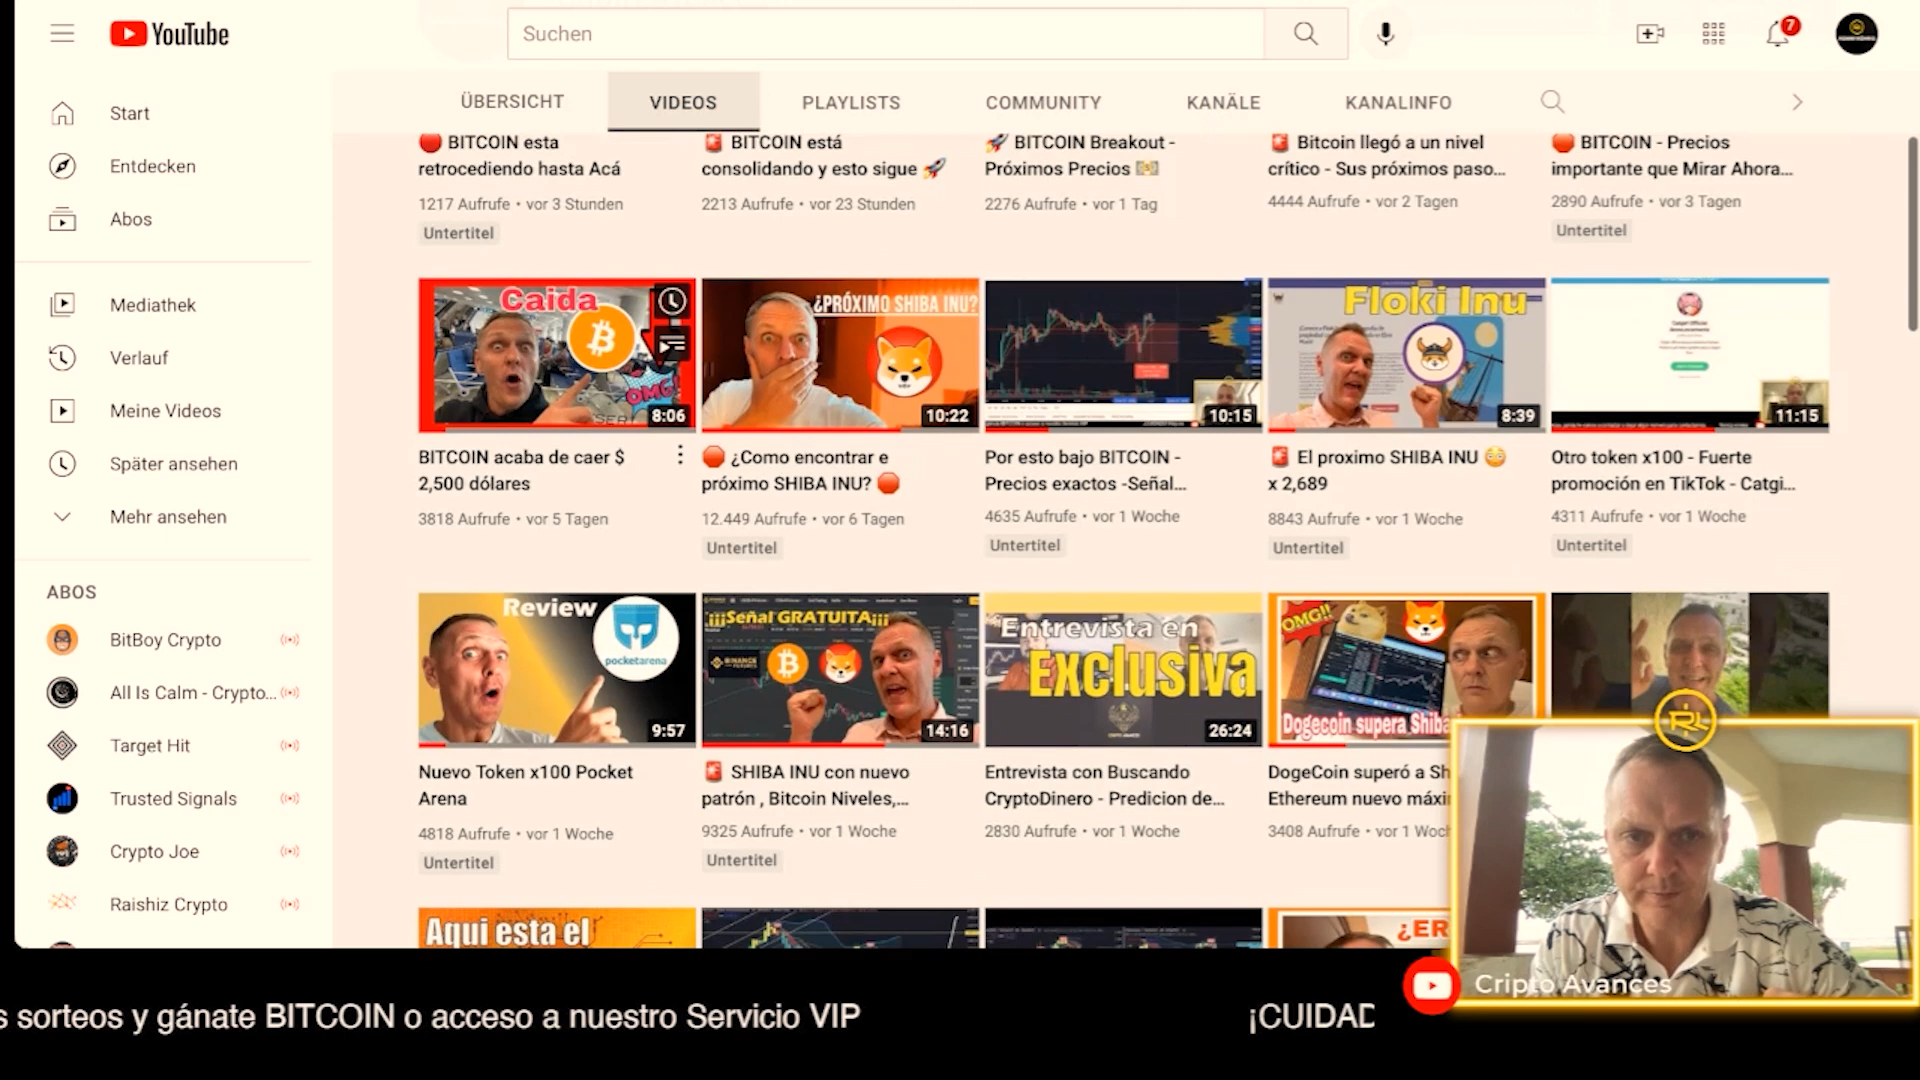 YouTube
Suchen
7
Start
Entdecken
Abos
Mediathek
Verlauf
Meine Videos
Später ansehen
Mehr ansehen
ABOS
BitBoy Crypto
All Is Calm - Crypto...
Target Hit
Trusted Signals
Crypto Joe
Raishiz Crypto
ÜBERSICHT
VIDEOS
PLAYLISTS
COMMUNITY
KANÄLE
KANALINFO
BITCOIN esta
retrocediendo hasta Acá
1217 Aufrufe • vor 3 Stunden
Untertitel
BITCOIN está
consolidando y esto sigue
2213 Aufrufe • vor 23 Stunden
BITCOIN Breakout -
Próximos Precios
2276 Aufrufe • vor 1 Tag
Bitcoin llegó a un nivel
crítico - Sus próximos paso...
4444 Aufrufe • vor 2 Tagen
BITCOIN - Precios
importante que Mirar Ahora...
2890 Aufrufe • vor 3 Tagen
Untertitel
Caida
OMG!
8:06
BITCOIN acaba de caer $
2,500 dólares
3818 Aufrufe • vor 5 Tagen
¿PRÓXIMO SHIBA INU?
10:22
¿Como encontrar e
próximo SHIBA INU?
12.449 Aufrufe • vor 6 Tagen
Untertitel
10:15
Por esto bajo BITCOIN -
Precios exactos -Señal...
4635 Aufrufe • vor 1 Woche
Untertitel
Floki Inu
8:39
El proximo SHIBA INU
x 2,689
8843 Aufrufe • vor 1 Woche
Untertitel
11:15
Otro token x100 - Fuerte
promoción en TikTok - Catgi...
4311 Aufrufe • vor 1 Woche
Untertitel
Review
pocketarena
9:57
Nuevo Token x100 Pocket
Arena
4818 Aufrufe • vor 1 Woche
Untertitel
¡¡¡Señal GRATUITA¡¡¡
BINANCE
14:16
SHIBA INU con nuevo
patrón , Bitcoin Niveles,...
9325 Aufrufe • vor 1 Woche
Untertitel
Entrevista en
Exclusiva
26:24
Entrevista con Buscando
CryptoDinero - Predicion de...
2830 Aufrufe • vor 1 Woche
OMG!!
Dogecoin supera Shiba
DogeCoin superó a Sh
Ethereum nuevo máxi
3408 Aufrufe • vor 1 Woch
Aqui esta el
¿ER
Cripto Avances
s sorteos y gánate BITCOIN o acceso a nuestro Servicio VIP
¡CUIDAD